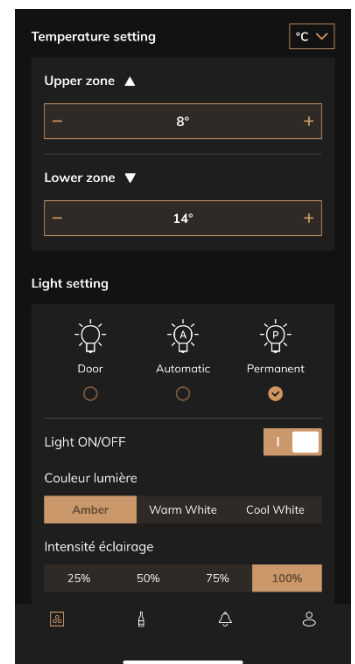 Temperature setting °C
Upper zone ▲
− 8° +
Lower zone ▼
− 14° +
Light setting
A P
Door Automatic Permanent
Light ON/OFF I
Couleur lumière
Amber Warm White Cool White
Intensité éclairage
25% 50% 75% 100%